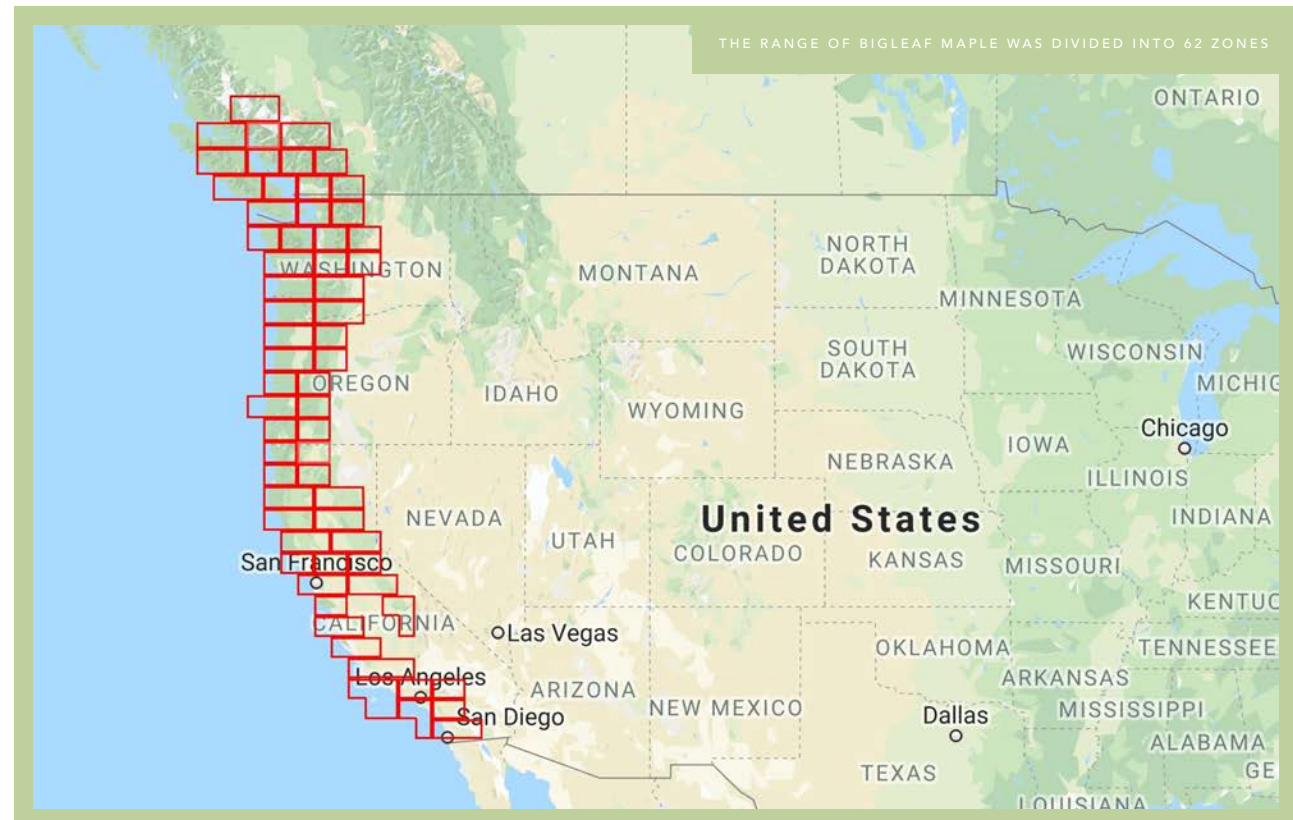 THE RANGE OF BIGLEAF MAPLE WAS DIVIDED INTO 62 ZONES
ONTARIO
NORTH
DAKOTA
WASHINGTON
MONTANA
MINNESOTA
SOUTH
DAKOTA
WISCONSIN
OREGON
IDAHO
MICHIG
WYOMING
Chicago
IOWA
NEBRASKA
ILLINOIS
United States
NEVADA
INDIANA
UTAH
COLORADO
KANSAS
MISSOURI
San Francisco
KENTUC
CALIFORNIA
Las Vegas
OKLAHOMA
TENNESSEE
Los Angeles
ARKANSAS
ARIZONA
NEW MEXICO
MISSISSIPPI
San Diego
Dallas
ALABAMA
TEXAS
GE
LOUISIANA